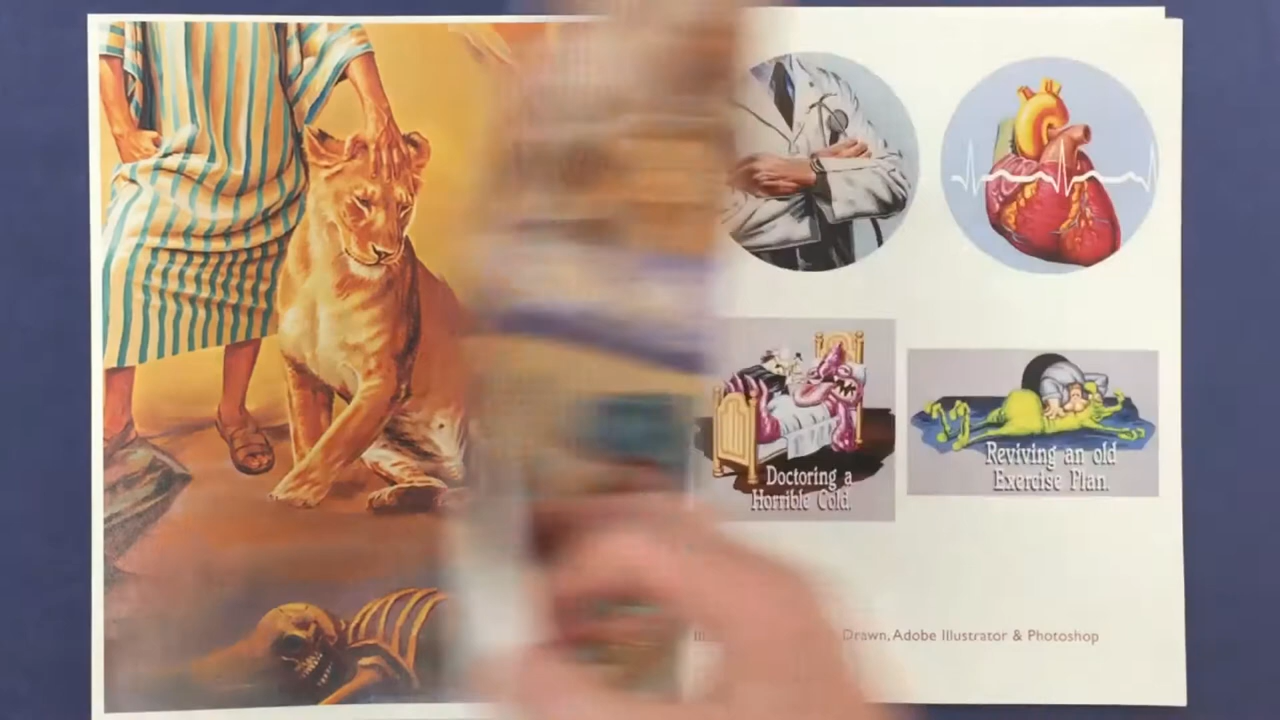 Doctoring a
Horrible Cold.
Reviving an old
Exercise Plan.
Drawn, Adobe Illustrator & Photoshop